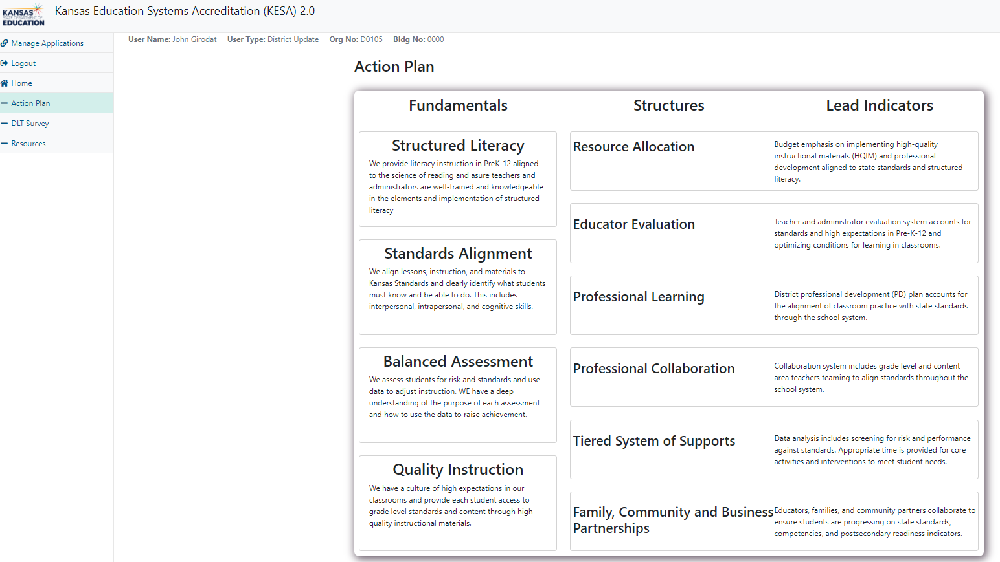 KANSAS
STATE DEPARTMENT OF
EDUCATION
Kansas Education Systems Accreditation (KESA) 2.0
Manage Applications
Logout
Home
Action Plan
DLT Survey
Resources
User Name: John Girodat User Type: District Update Org No: D0105 Bldg No: 0000
Action Plan
Fundamentals
Structured Literacy
We provide literacy instruction in PreK-12 aligned
to the science of reading and asure teachers and
administrators are well-trained and knowledgeable
in the elements and implementation of structured
literacy
Standards Alignment
We align lessons, instruction, and materials to
Kansas Standards and clearly identify what students
must know and be able to do. This includes
interpersonal, intrapersonal, and cognitive skills.
Balanced Assessment
We assess students for risk and standards and use
data to adjust instruction. WE have a deep
understanding of the purpose of each assessment
and how to use the data to raise achievement.
Quality Instruction
We have a culture of high expectations in our
classrooms and provide each student access to
grade level standards and content through high-
quality instructional materials.
Structures
Lead Indicators
Resource Allocation
Budget emphasis on implementing high-quality
instructional materials (HQIM) and professional
development aligned to state standards and structured
literacy.
Educator Evaluation
Teacher and administrator evaluation system accounts for
standards and high expectations in Pre-K-12 and
optimizing conditions for learning in classrooms.
Professional Learning
District professional development (PD) plan accounts for
the alignment of classroom practice with state standards
through the school system.
Professional Collaboration
Collaboration system includes grade level and content
area teachers teaming to align standards throughout the
school system.
Tiered System of Supports
Data analysis includes screening for risk and performance
against standards. Appropriate time is provided for core
activities and interventions to meet student needs.
Family, Community and Business
Partnerships
Educators, families, and community partners collaborate to
ensure students are progressing on state standards,
competencies, and postsecondary readiness indicators.